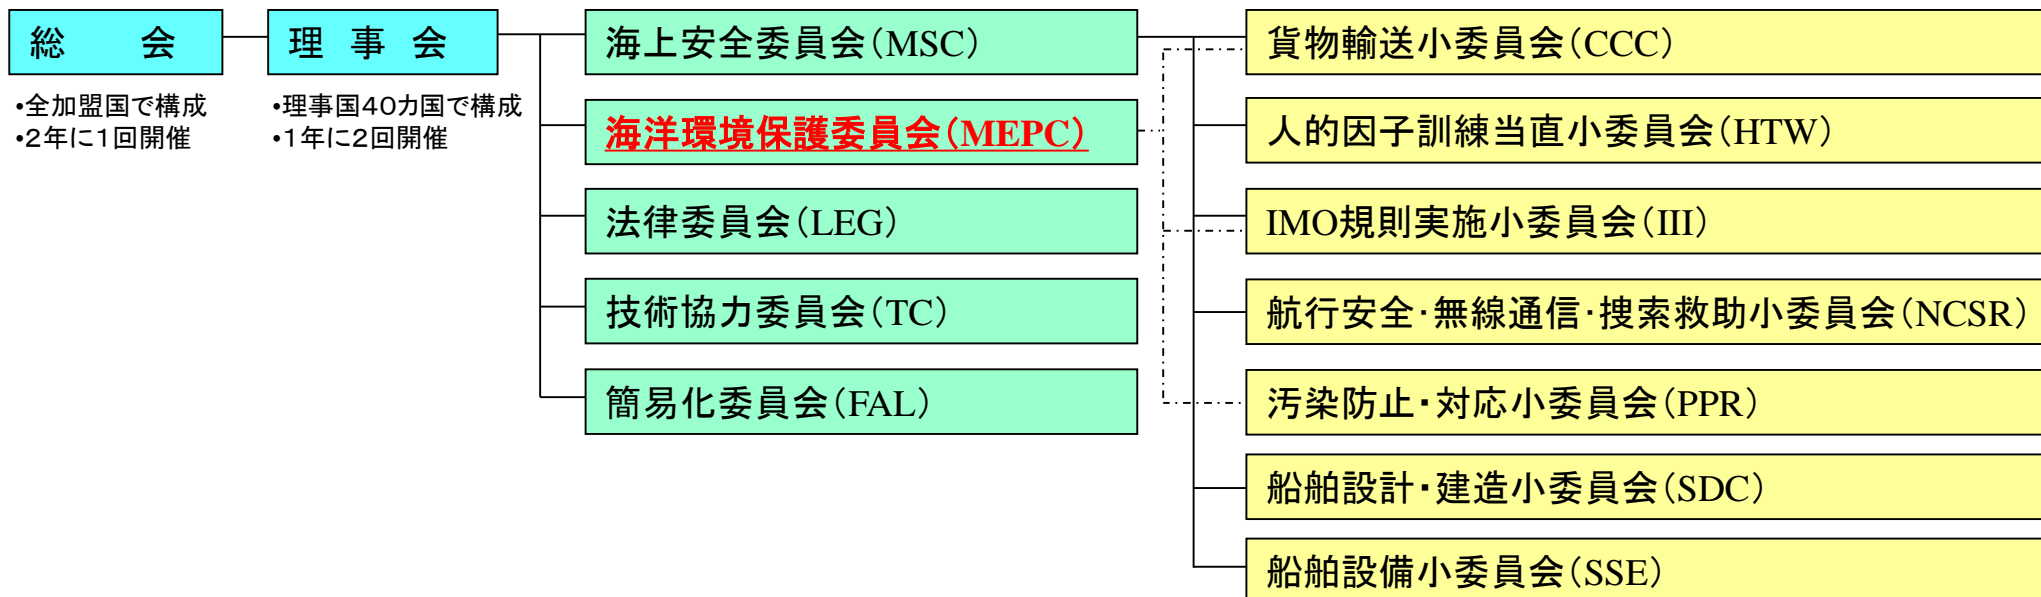 総 会
•全加盟国で構成
•2年に1回開催
理 事 会
•理事国40カ国で構成
•1年に2回開催
海上安全委員会(MSC)
海洋環境保護委員会(MEPC)
法律委員会(LEG)
技術協力委員会(TC)
簡易化委員会(FAL)
貨物輸送小委員会(CCC)
人的因子訓練当直小委員会(HTW)
IMO規則実施小委員会(III)
航行安全・無線通信・捜索救助小委員会(NCSR)
汚染防止・対応小委員会(PPR)
船舶設計・建造小委員会(SDC)
船舶設備小委員会(SSE)